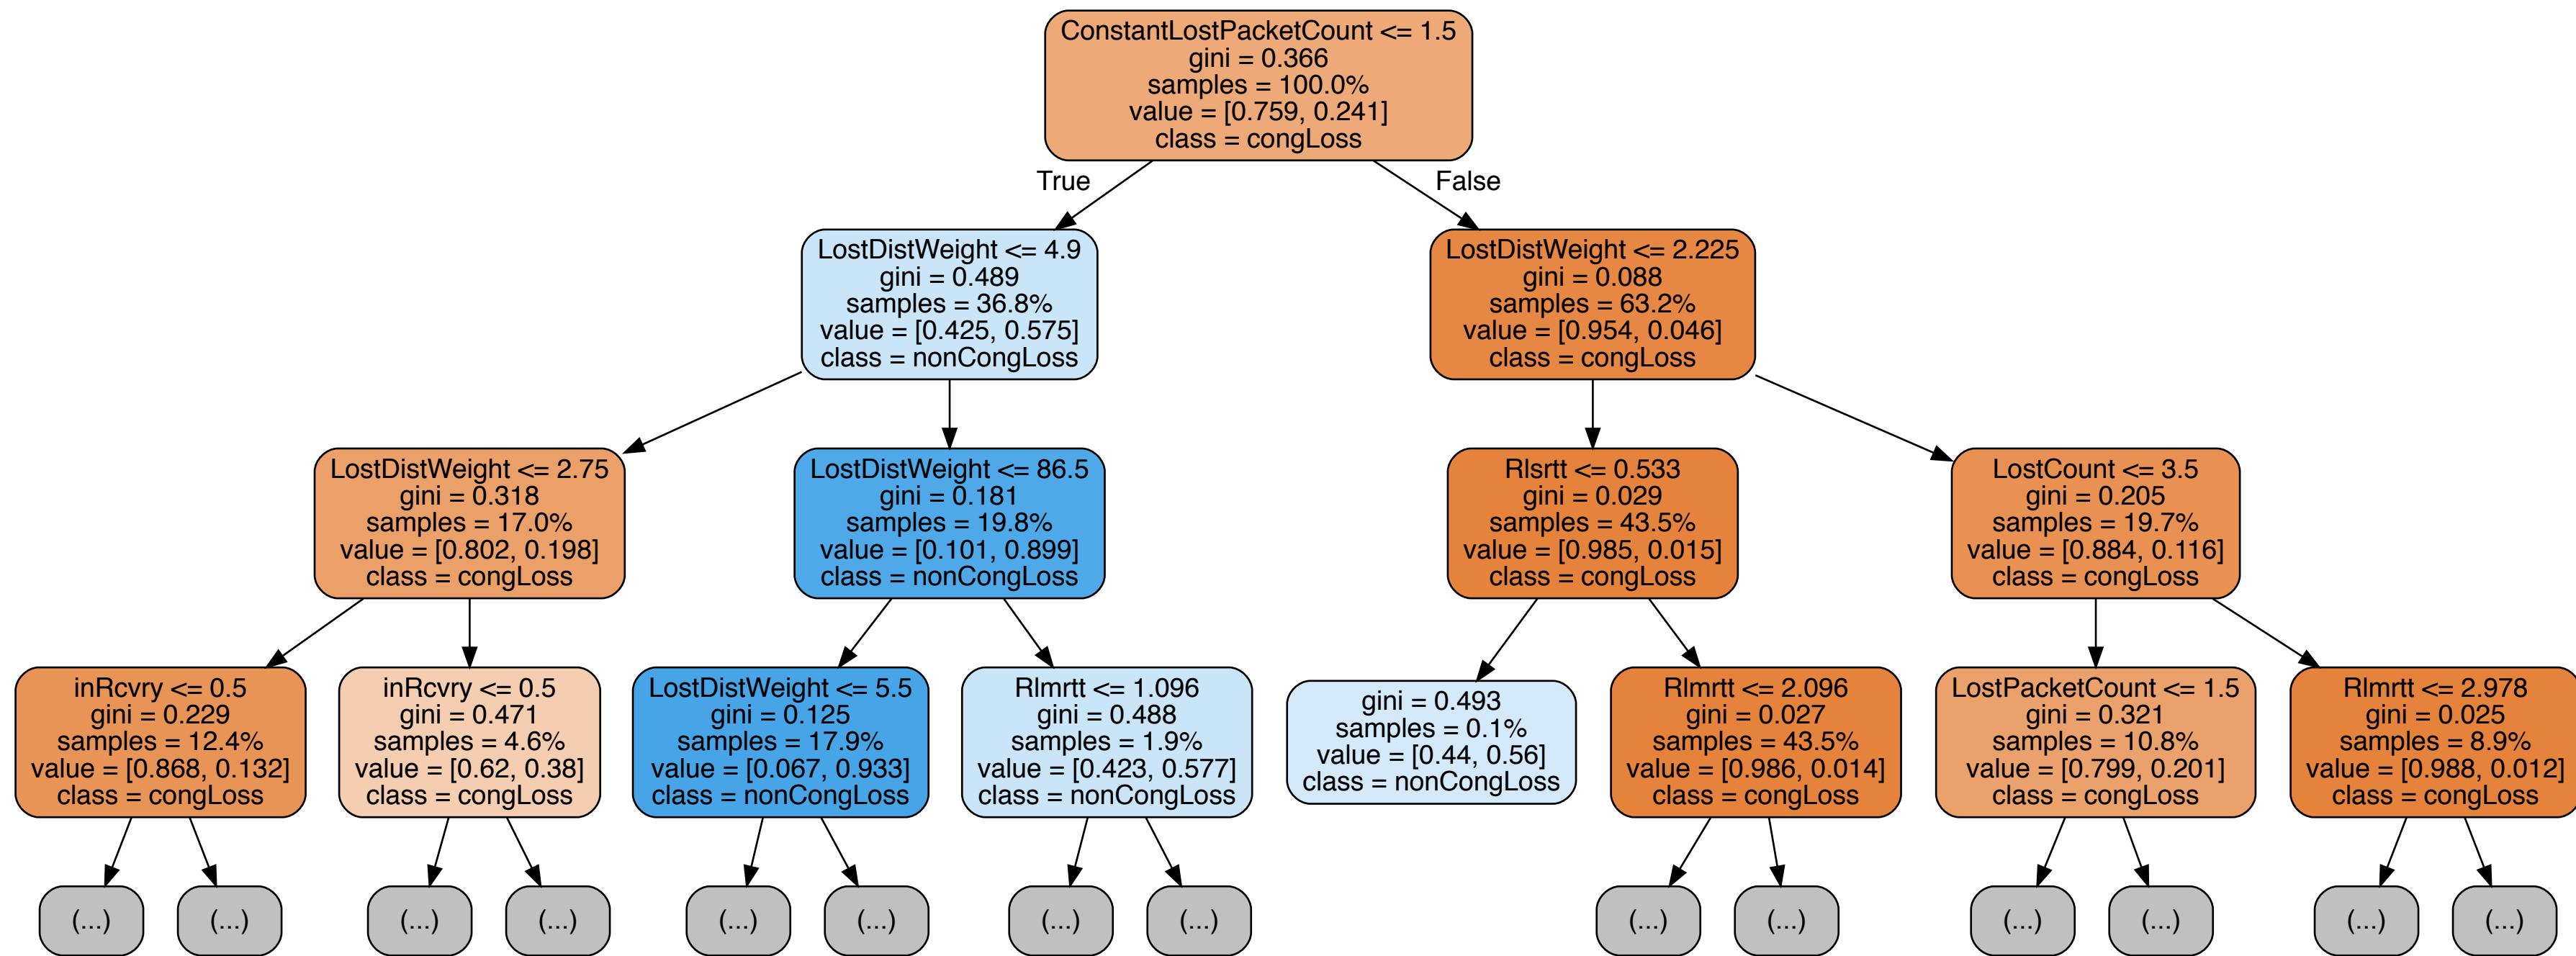 ConstantLostPacketCount <= 1.5
gini = 0.366
samples = 100.0%
value = [0.759, 0.241]
class = congLoss
True
False
LostDistWeight <= 4.9
gini = 0.489
samples = 36.8%
value = [0.425, 0.575]
class = nonCongLoss
LostDistWeight <= 2.225
gini = 0.088
samples = 63.2%
value = [0.954, 0.046]
class = congLoss
LostDistWeight <= 2.75
gini = 0.318
samples = 17.0%
value = [0.802, 0.198]
class = congLoss
LostDistWeight <= 86.5
gini = 0.181
samples = 19.8%
value = [0.101, 0.899]
class = nonCongLoss
Rlsrtt <= 0.533
gini = 0.029
samples = 43.5%
value = [0.985, 0.015]
class = congLoss
LostCount <= 3.5
gini = 0.205
samples = 19.7%
value = [0.884, 0.116]
class = congLoss
inRcvry <= 0.5
gini = 0.229
samples = 12.4%
value = [0.868, 0.132]
class = congLoss
inRcvry <= 0.5
gini = 0.471
samples = 4.6%
value = [0.62, 0.38]
class = congLoss
LostDistWeight <= 5.5
gini = 0.125
samples = 17.9%
value = [0.067, 0.933]
class = nonCongLoss
Rlmrtt <= 1.096
gini = 0.488
samples = 1.9%
value = [0.423, 0.577]
class = nonCongLoss
gini = 0.493
samples = 0.1%
value = [0.44, 0.56]
class = nonCongLoss
Rlmrtt <= 2.096
gini = 0.027
samples = 43.5%
value = [0.986, 0.014]
class = congLoss
LostPacketCount <= 1.5
gini = 0.321
samples = 10.8%
value = [0.799, 0.201]
class = congLoss
Rlmrtt <= 2.978
gini = 0.025
samples = 8.9%
value = [0.988, 0.012]
class = congLoss
(...)
(...)
(...)
(...)
(...)
(...)
(...)
(...)
(...)
(...)
(...)
(...)
(...)
(...)